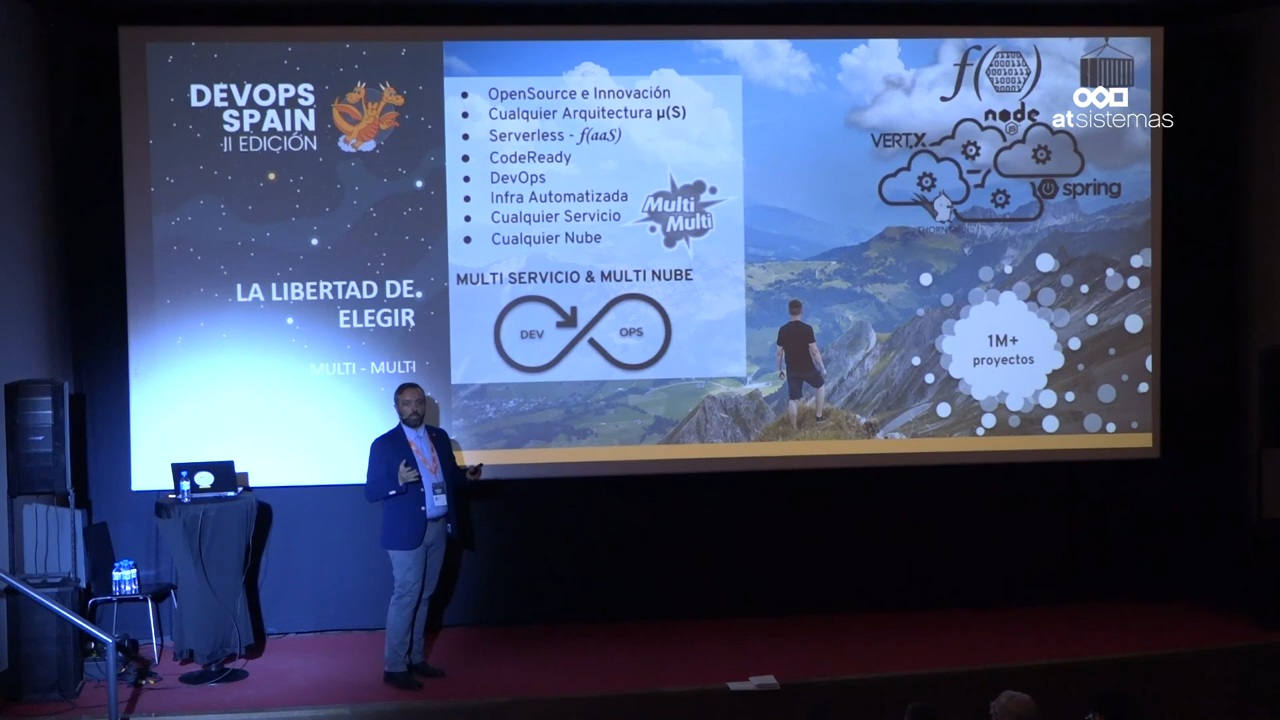 DEVOPS
SPAIN
II EDICIÓN
LA LIBERTAD DE
ELEGIR
MULTI - MULTI
OpenSource e Innovación
Cualquier Arquitectura μ(S)
Serverless - f(aaS)
CodeReady
DevOps
Infra Automatizada
Cualquier Servicio
Cualquier Nube
Multi
Multi
MULTI SERVICIO & MULTI NUBE
DEV
OPS
f( )
node
JS
atsistemas
VERT.X
spring
1M+
proyectos